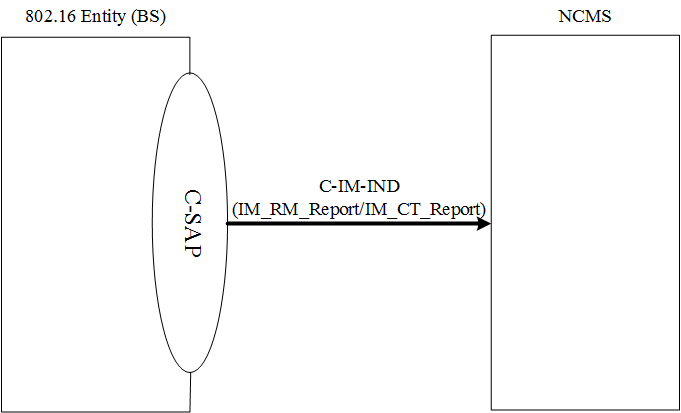 802.16 Entity (BS)
NCMS
C-IM-IND
(IM_RM_Report/IM_CT_Report)
C-SAP